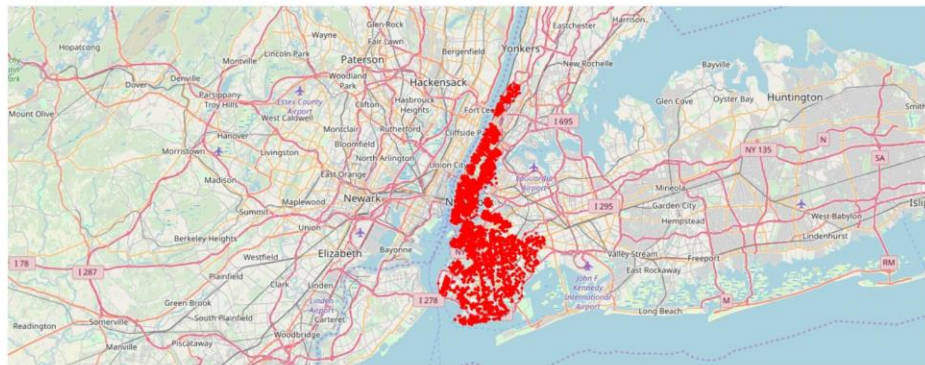 Glen Rock
Harrison
Eastchester
Hopatcong
Wayne
Bergenfield
Yonkers
Montville
Fair Lawn
Lincoln Park
Paterson
New Rochelle
Bayville
Denville
Woodland Park
Hackensack
Dover
Parsippany
Troy Hills
Essex County Airport
Clifton
Hasbrouck Heights
Glen Cove
Oyster Bay
Huntington
Mount Olive
West Caldwell
Hanover
Montclair
Rutherford
I 695
Bloomfield
NY 135
N
Morristown
Livingston
North Arlington
Union City
SA
Madison
East Orange
Airport
Mineola
Maplewood
Newark
I 295
Garden City
West Babylon
Summit
Hempstead
Union
Lindenhurst
Berkeley Heights
Elizabeth
Bayonne
Valley Stream
Freeport
I 78
I 287
Westfield
East Rockaway
RM
Plainfield
Clark
Linden
John F Kennedy International Airport
Green Brook
Linden Airport
I 278
M
Somerville
South Plainfield
Carteret
Long Beach
Readington
Woodbridge
Manville
Piscataway